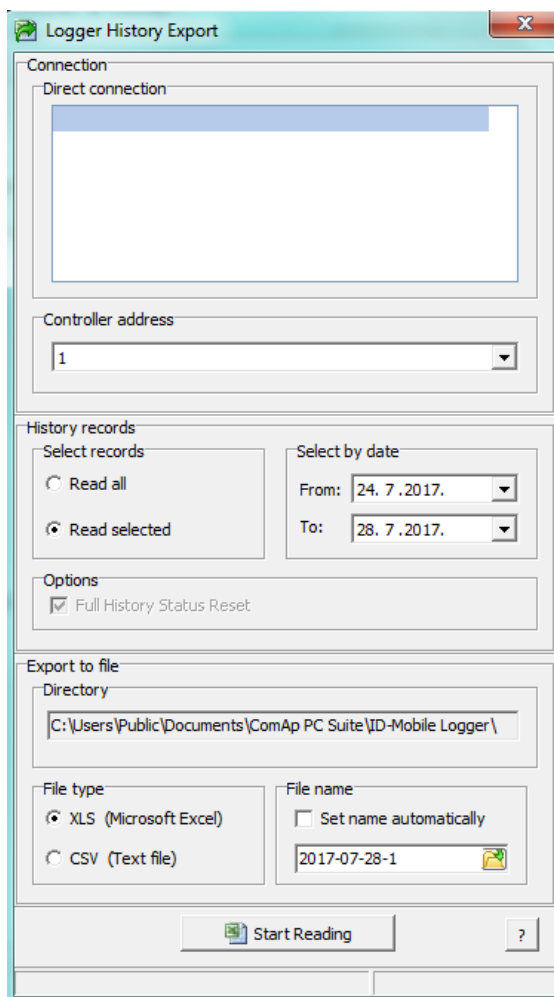 Logger History Export
Connection
Direct connection
Controller address
1
History records
Select records
Read all
Read selected
Select by date
From: 24. 7 .2017.
To: 28. 7 .2017.
Options
Full History Status Reset
Export to file
Directory
C:\Users\Public\Documents\ComAp PC Suite\ID-Mobile Logger\
File type
XLS (Microsoft Excel)
CSV (Text file)
File name
Set name automatically
2017-07-28-1
Start Reading
?